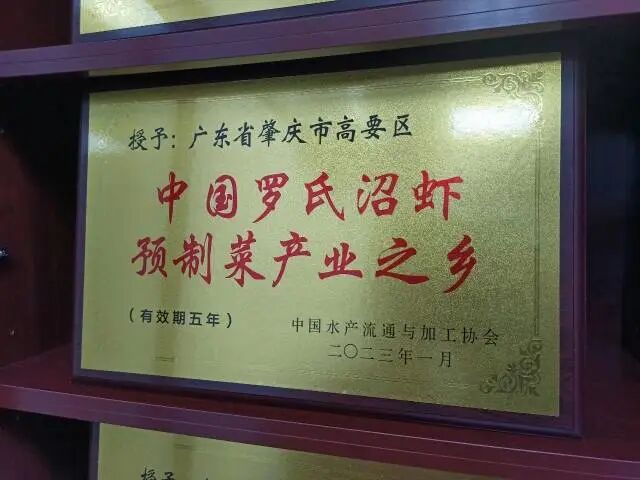 授予：广东省肇庆市高要区
中国罗氏沼虾
预制菜产业之乡
（有效期五年）
中国水产流通与加工协会
二〇二三年一月
授予：